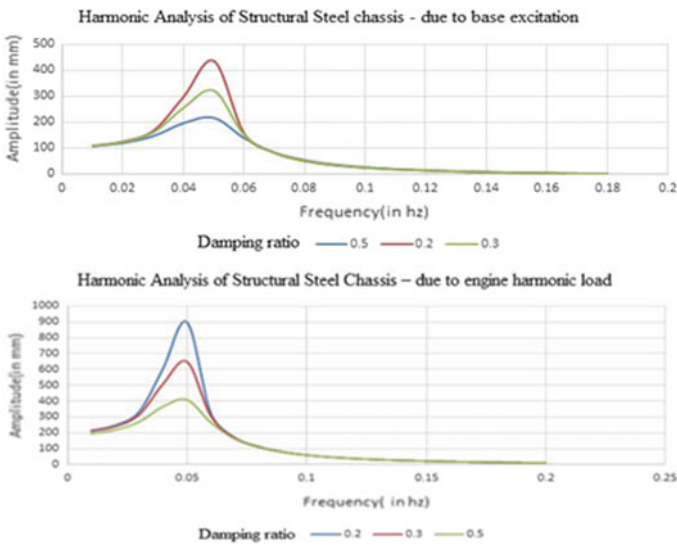 Harmonic Analysis of Structural Steel chassis - due to base excitation
500
400
300
200
100
0
Amplitude(in mm)
0 0.02 0.04 0.06 0.08 0.1 0.12 0.14 0.16 0.18 0.2
Frequency(in hz)
Damping ratio 0.5 0.2 0.3
Harmonic Analysis of Structural Steel Chassis – due to engine harmonic load
1000
900
800
700
600
500
400
300
200
100
0
Amplitude(in mm)
0 0.05 0.1 0.15 0.2 0.25
Frequency( in hz)
Damping ratio 0.2 0.3 0.5